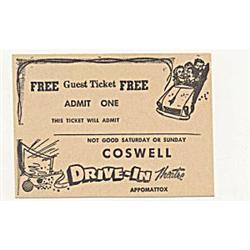 FREE Guest Ticket FREE
ADMIT ONE
THIS TICKET WILL ADMIT
NOT GOOD SATURDAY OR SUNDAY
COSWELL
DRIVE-IN Theatre
APPOMATTOX